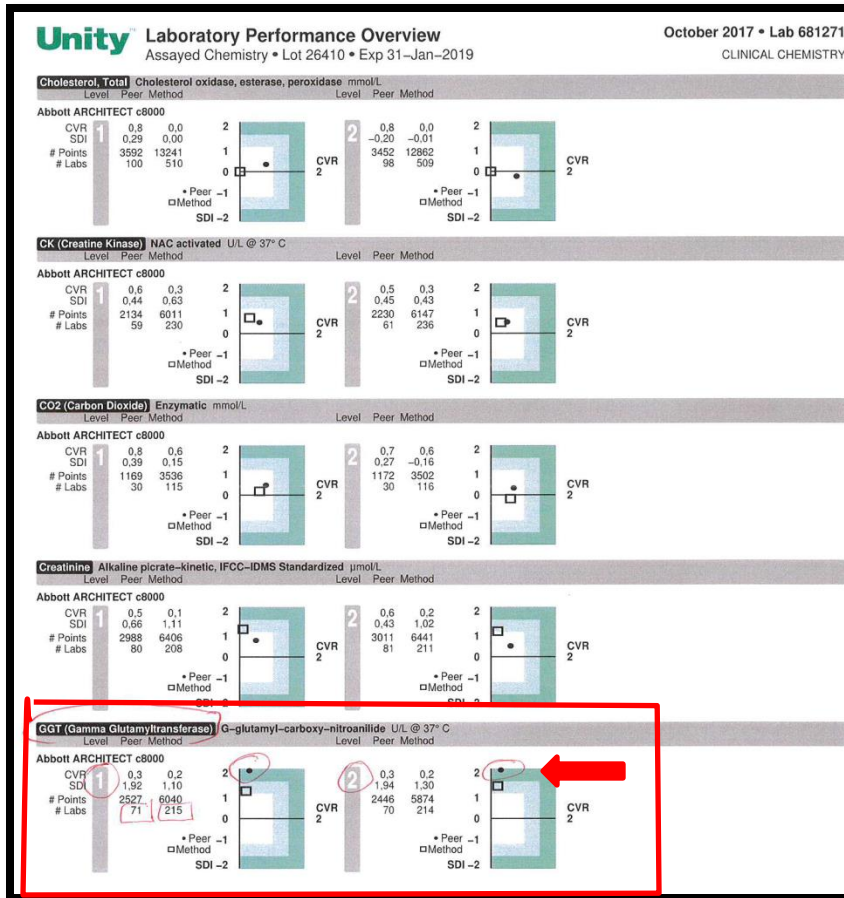 Unity™ Laboratory Performance Overview October 2017 • Lab 681271
Assayed Chemistry • Lot 26410 • Exp 31–Jan–2019 CLINICAL CHEMISTRY
Cholesterol, Total Cholesterol oxidase, esterase, peroxidase mmol/L
Level Peer Method Level Peer Method
Abbott ARCHITECT c8000
CVR 1 0,8 0,0 2 2 0,8 0,0 2
SDI 0,29 0,00 –0,20 –0,01
# Points 3592 13241 1 3452 12862 1
# Labs 100 510 98 509
0 CVR 0 CVR
2 2
• Peer –1 • Peer –1
□Method □Method
SDI –2 SDI –2
CK (Creatine Kinase) NAC activated U/L @ 37° C
Level Peer Method Level Peer Method
Abbott ARCHITECT c8000
CVR 1 0,6 0,3 2 2 0,5 0,3 2
SDI 0,44 0,63 0,45 0,43
# Points 2134 6011 1 2230 6147 1
# Labs 59 230 61 236
0 CVR 0 CVR
2 2
• Peer –1 • Peer –1
□Method □Method
SDI –2 SDI –2
CO2 (Carbon Dioxide) Enzymatic mmol/L
Level Peer Method Level Peer Method
Abbott ARCHITECT c8000
CVR 1 0,8 0,6 2 2 0,7 0,6 2
SDI 0,39 0,15 0,27 –0,16
# Points 1169 3536 1 1172 3502 1
# Labs 30 115 30 116
0 CVR 0 CVR
2 2
• Peer –1 • Peer –1
□Method □Method
SDI –2 SDI –2
Creatinine Alkaline picrate–kinetic, IFCC–IDMS Standardized µmol/L
Level Peer Method Level Peer Method
Abbott ARCHITECT c8000
CVR 1 0,5 0,1 2 2 0,6 0,2 2
SDI 0,66 1,11 0,43 1,02
# Points 2988 6406 1 3011 6441 1
# Labs 80 208 81 211
0 CVR 0 CVR
2 2
• Peer –1 • Peer –1
□Method □Method
SDI –2 SDI –2
GGT (Gamma Glutamyltransferase) G–glutamyl–carboxy–nitroanilide U/L @ 37° C
Level Peer Method Level Peer Method
Abbott ARCHITECT c8000
CVR 1 0,3 0,2 2 2 0,3 0,2 2
SDI 1,92 1,10 1,94 1,30
# Points 2527 6040 1 2446 5874 1
# Labs 71 215 70 214
0 CVR 0 CVR
2 2
• Peer –1 • Peer –1
□Method □Method
SDI –2 SDI –2